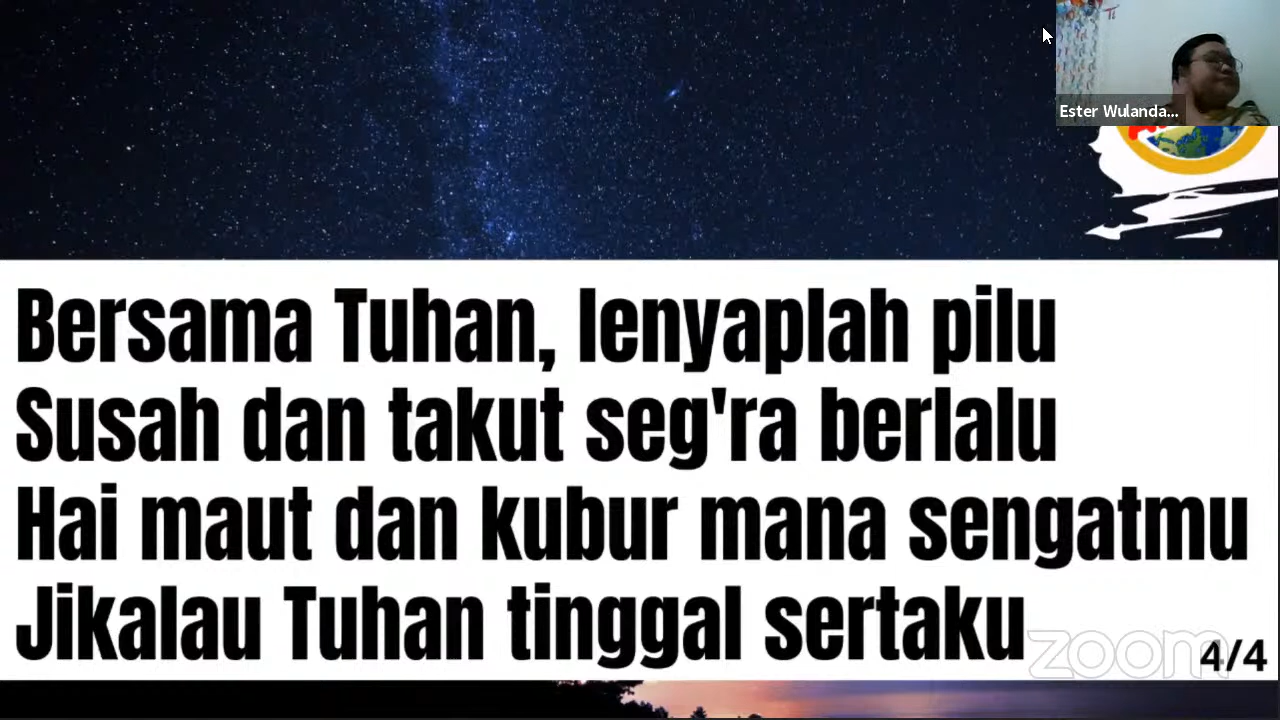 Ester Wulanda...
Bersama Tuhan, lenyaplah pilu
Susah dan takut seg'ra berlalu
Hai maut dan kubur mana sengatmu
Jikalau Tuhan tinggal sertaku
zoom
4/4